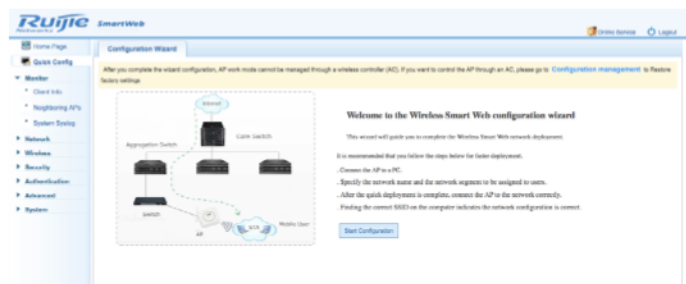 Ruijie SmartWeb
Networks
Online Service Logout
Home Page
Quick Config
Monitor
Client Info
Neighboring APs
System Syslog
Network
Wireless
Security
Authentication
Advanced
System
Configuration Wizard
After you complete the wizard configuration, AP work mode cannot be managed through a wireless controller (AC). If you want to control the AP through an AC, please go to Configuration management to Restore
factory settings.
Internet
Core Switch
Aggregation Switch
Switch
AP
Mobile User
Welcome to the Wireless Smart Web configuration wizard
This wizard will guide you to complete the Wireless Smart Web network deployment.
It is recommended that you follow the steps below for faster deployment.
. Connect the AP to a PC.
. Specify the network name and the network segment to be assigned to users.
. After the quick deployment is complete, connect the AP to the network correctly.
. Finding the correct SSID on the computer indicates the network configuration is correct.
Start Configuration